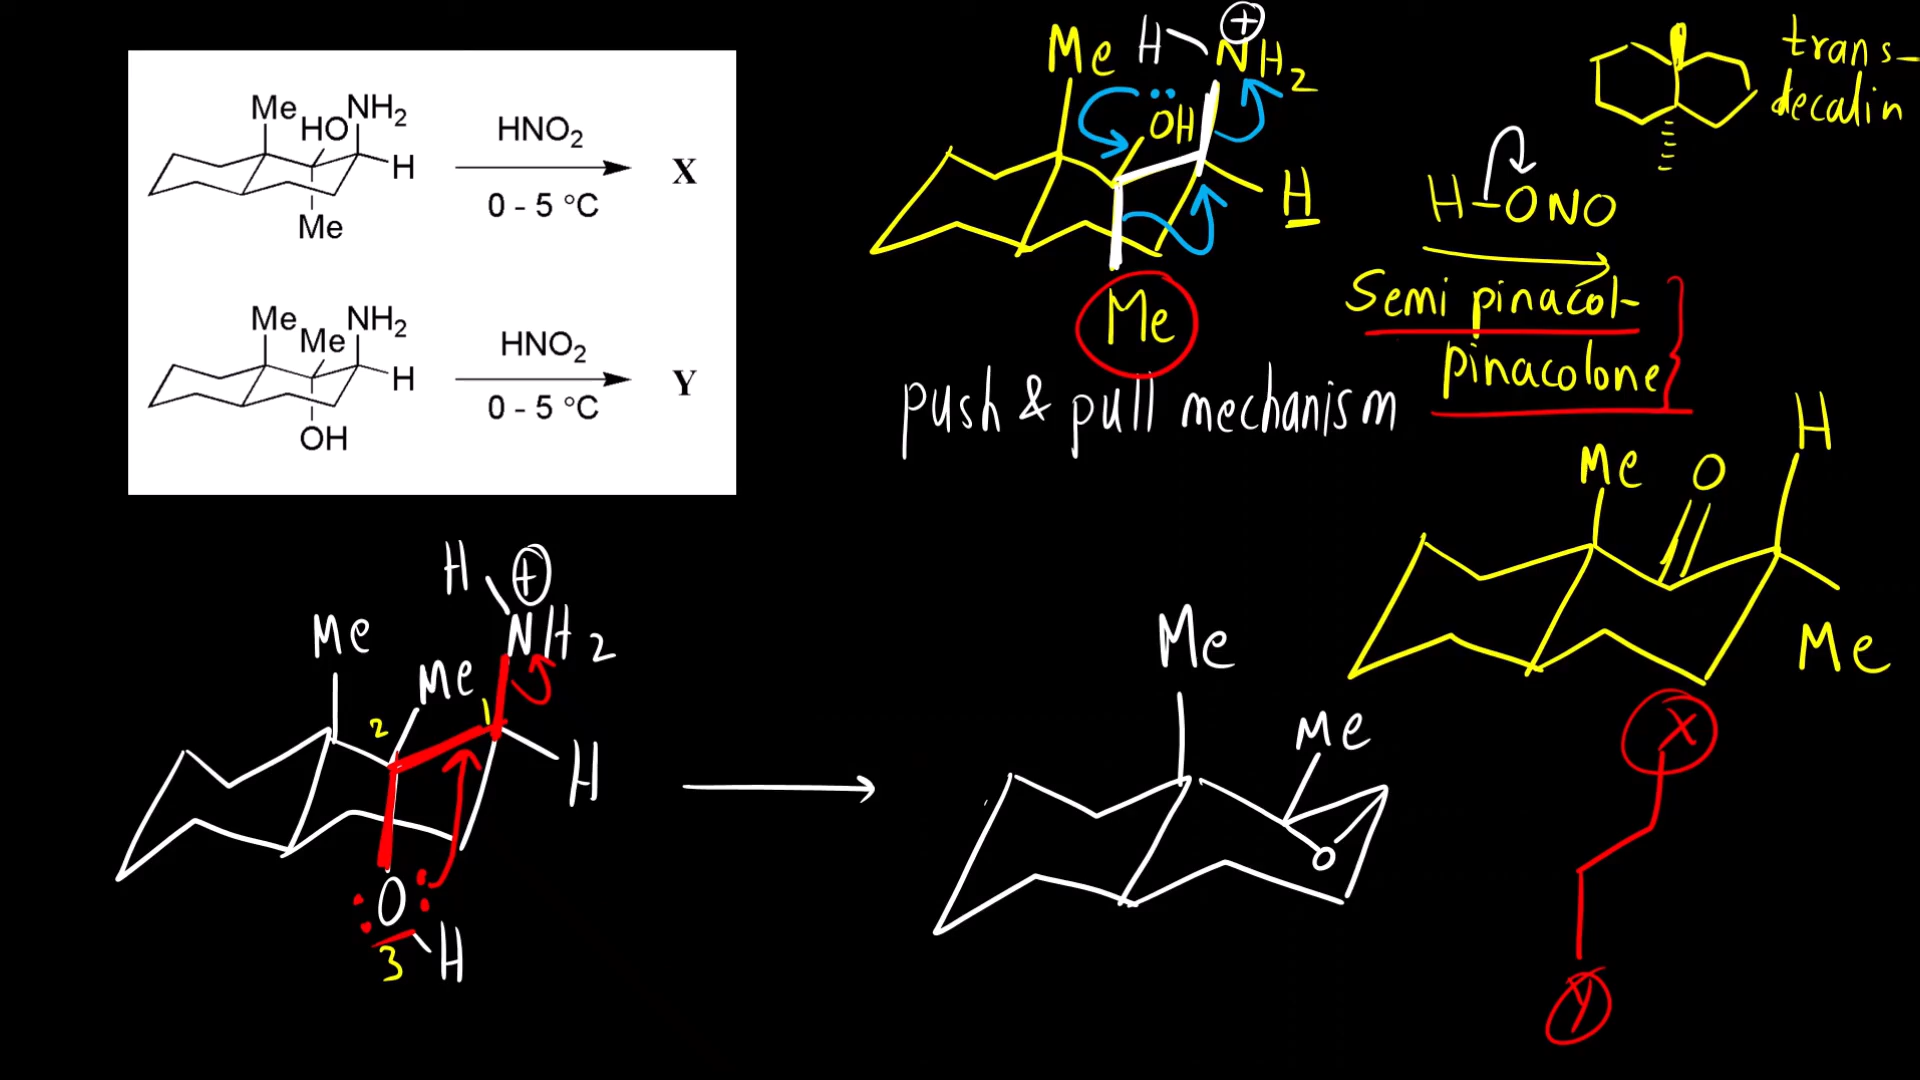 Me
HO
NH2
H
Me
HNO2
0 - 5 °C
X
Me
Me
NH2
H
OH
HNO2
0 - 5 °C
Y
Me
H
⊕
NH2
OH
H
Me
H-ONO
Semi pinacol-
pinacolone
push & pull mechanism
trans-
decalin
Me
O
H
Me
X
Y
H
⊕
NH2
Me
Me
2
1
H
O
H
3
Me
Me
O